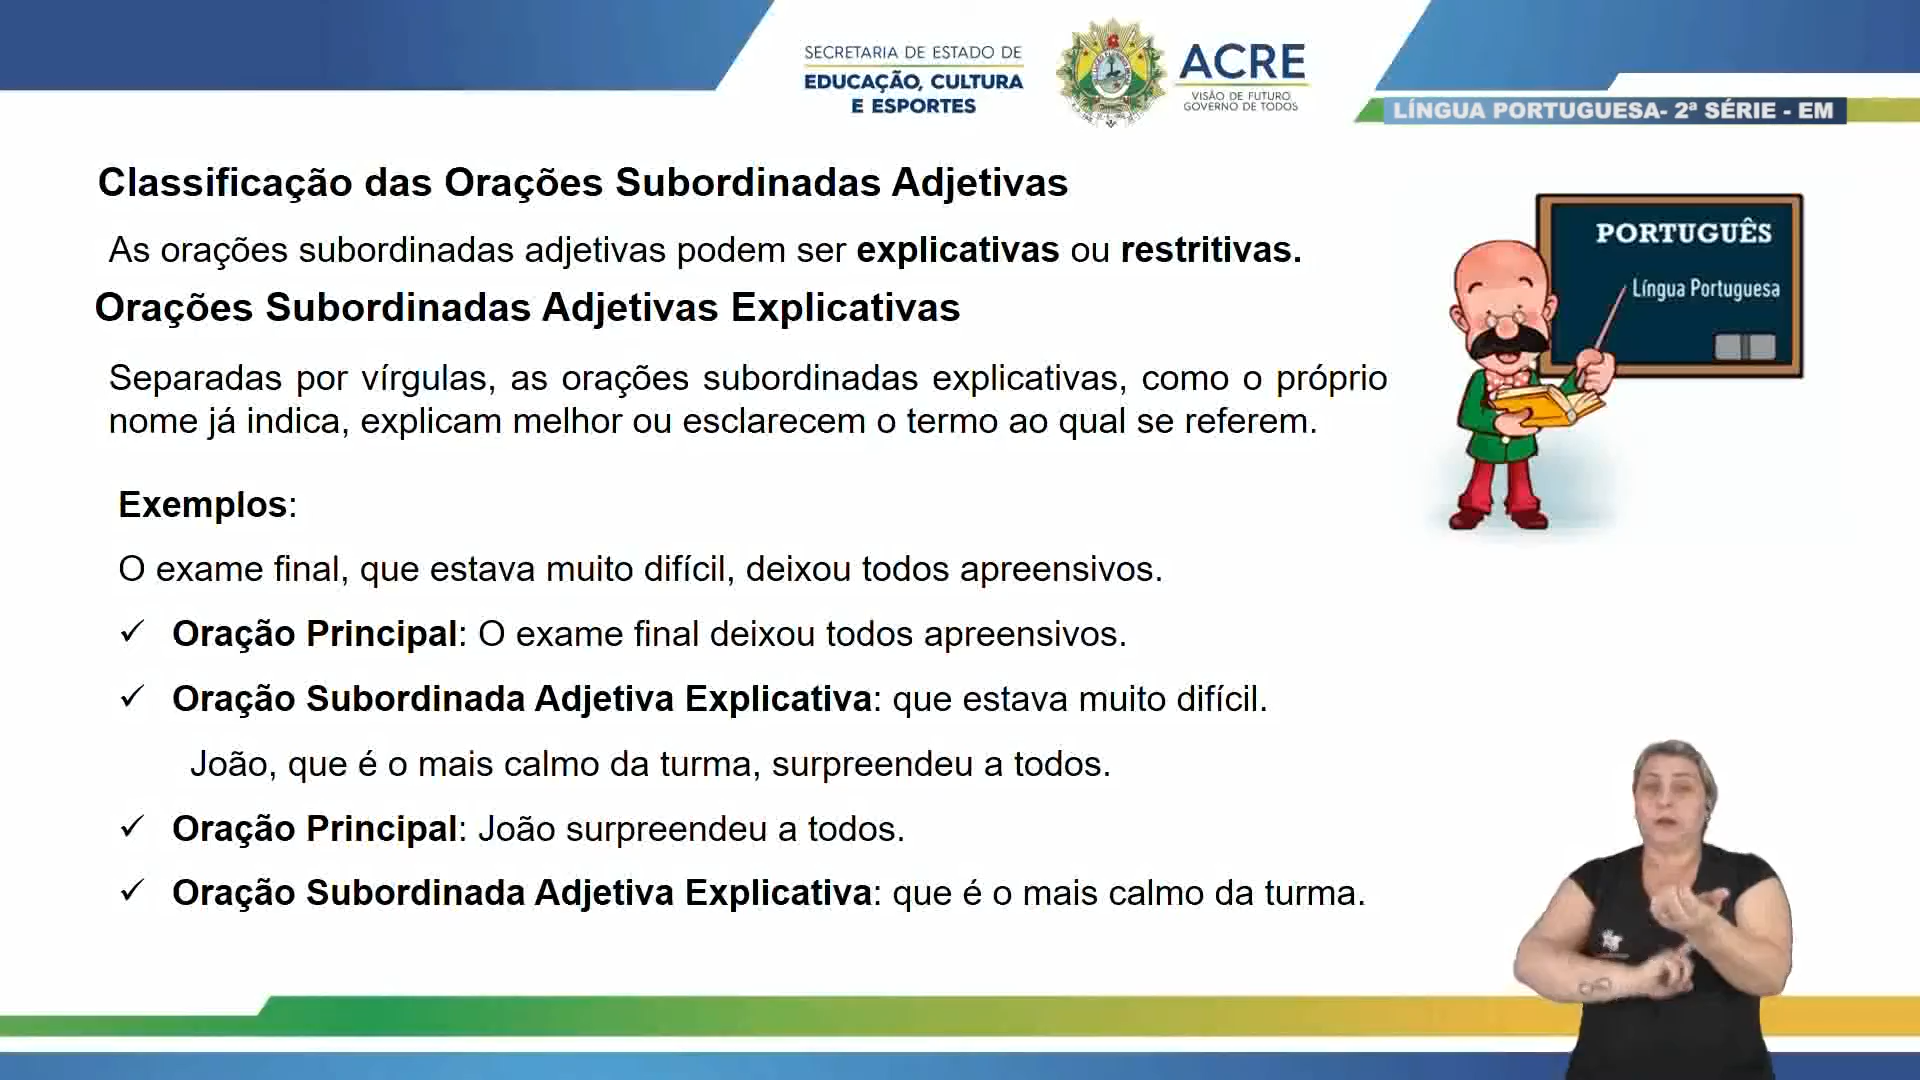 SECRETARIA DE ESTADO DE
EDUCAÇÃO, CULTURA
E ESPORTES
ACRE
VISÃO DE FUTURO
GOVERNO DE TODOS
LÍNGUA PORTUGUESA- 2ª SÉRIE - EM
Classificação das Orações Subordinadas Adjetivas
As orações subordinadas adjetivas podem ser explicativas ou restritivas.
Orações Subordinadas Adjetivas Explicativas
Separadas por vírgulas, as orações subordinadas explicativas, como o próprio
nome já indica, explicam melhor ou esclarecem o termo ao qual se referem.
PORTUGUÊS
Língua Portuguesa
Exemplos:
O exame final, que estava muito difícil, deixou todos apreensivos.
✓ Oração Principal: O exame final deixou todos apreensivos.
✓ Oração Subordinada Adjetiva Explicativa: que estava muito difícil.
João, que é o mais calmo da turma, surpreendeu a todos.
✓ Oração Principal: João surpreendeu a todos.
✓ Oração Subordinada Adjetiva Explicativa: que é o mais calmo da turma.